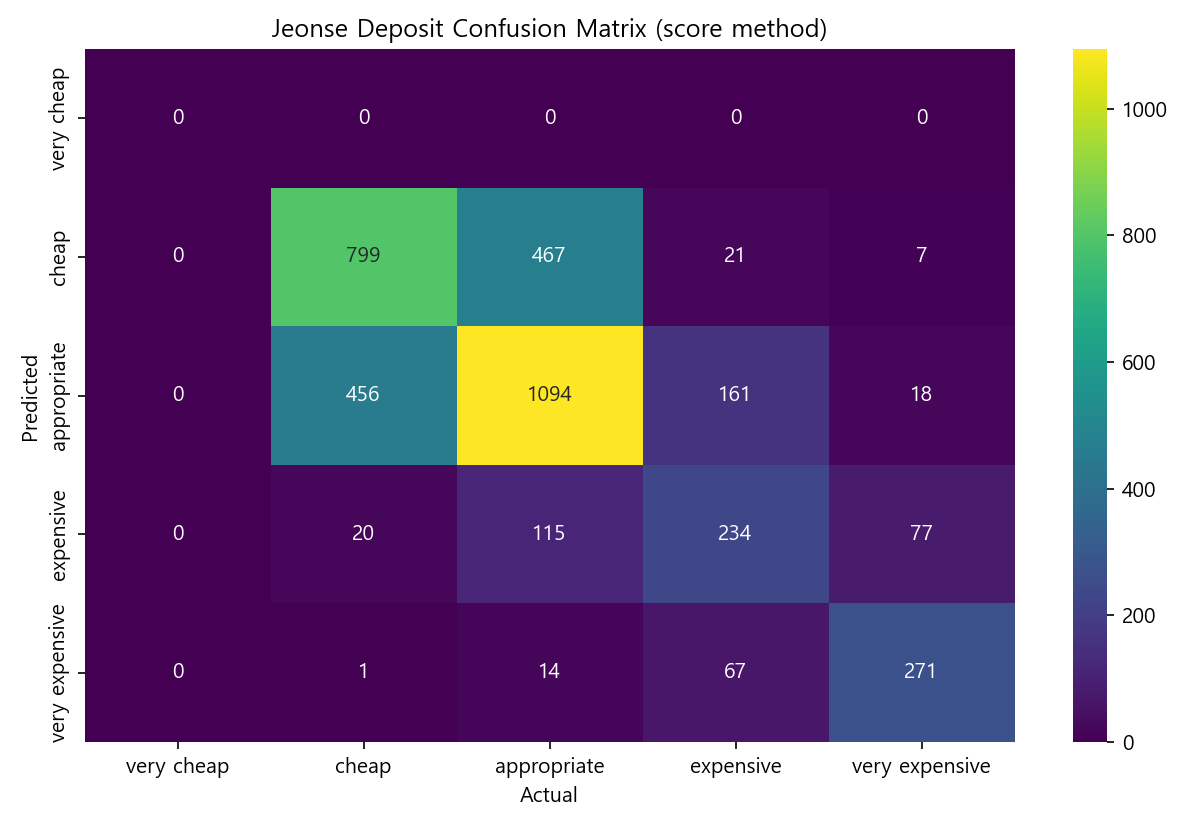 Jeonse Deposit Confusion Matrix (score method)
Predicted
very cheap
0 0 0 0 0
cheap
0 799 467 21 7
appropriate
0 456 1094 161 18
expensive
0 20 115 234 77
very expensive
0 1 14 67 271
very cheap cheap appropriate expensive very expensive
Actual
1000
800
600
400
200
0